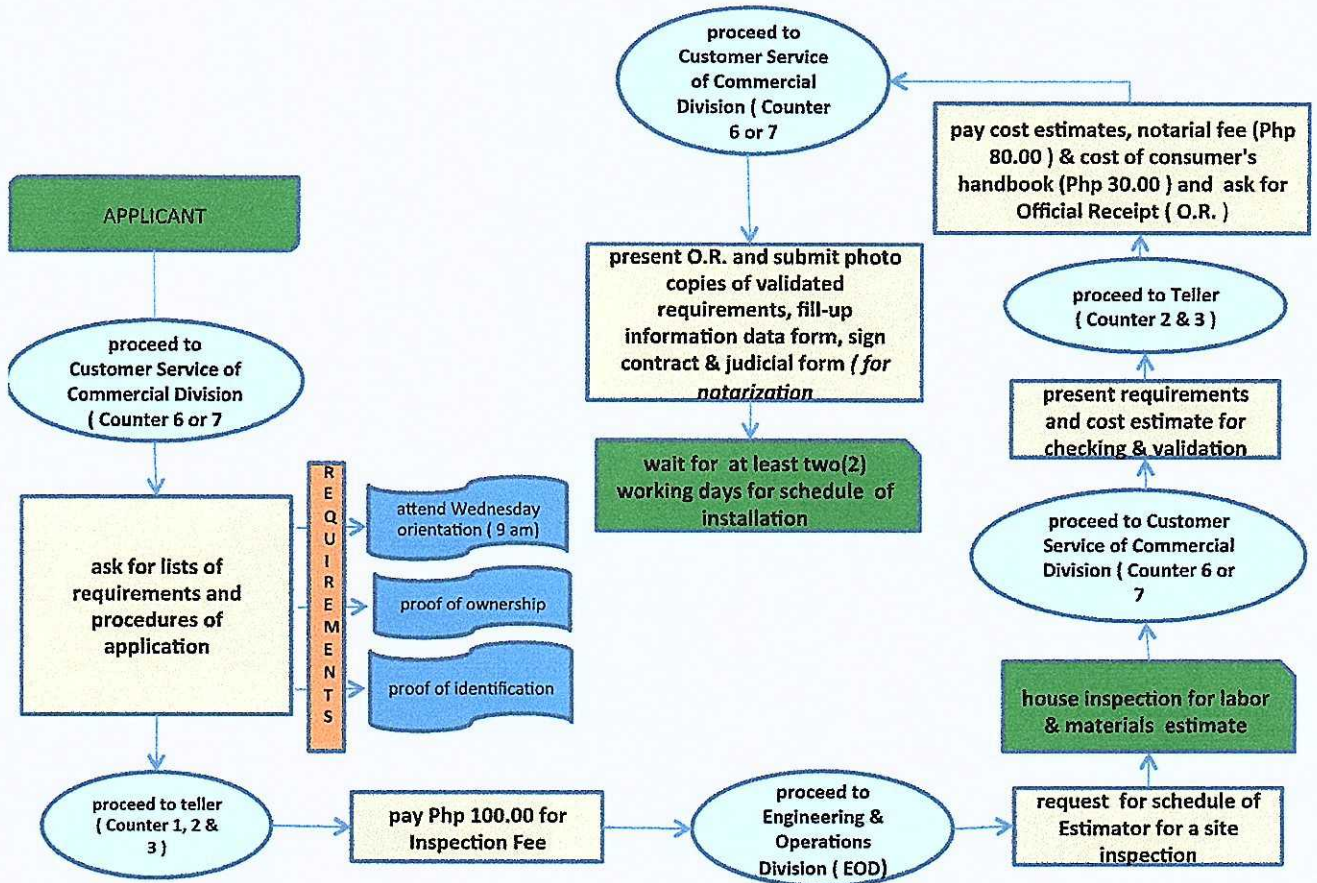 APPLICANT
proceed to
Customer Service of
Commercial Division
( Counter 6 or 7
ask for lists of
requirements and
procedures of
application
REQUIREMENTS
attend Wednesday
orientation ( 9 am)
proof of ownership
proof of identification
proceed to teller
( Counter 1, 2 &
3 )
pay Php 100.00 for
Inspection Fee
proceed to
Engineering &
Operations
Division ( EOD)
request for schedule of
Estimator for a site
inspection
house inspection for labor
& materials estimate
proceed to Customer
Service of Commercial
Division ( Counter 6 or
7
present requirements
and cost estimate for
checking & validation
proceed to Teller
( Counter 2 & 3 )
pay cost estimates, notarial fee (Php
80.00 ) & cost of consumer's
handbook (Php 30.00 ) and ask for
Official Receipt ( O.R. )
proceed to
Customer Service
of Commercial
Division ( Counter
6 or 7
present O.R. and submit photo
copies of validated
requirements, fill-up
information data form, sign
contract & judicial form ( for
notarization
wait for at least two(2)
working days for schedule of
installation